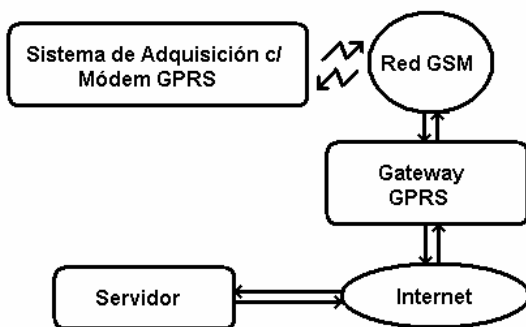 Sistema de Adquisición c/
Módem GPRS
Red GSM
Gateway
GPRS
Servidor
Internet